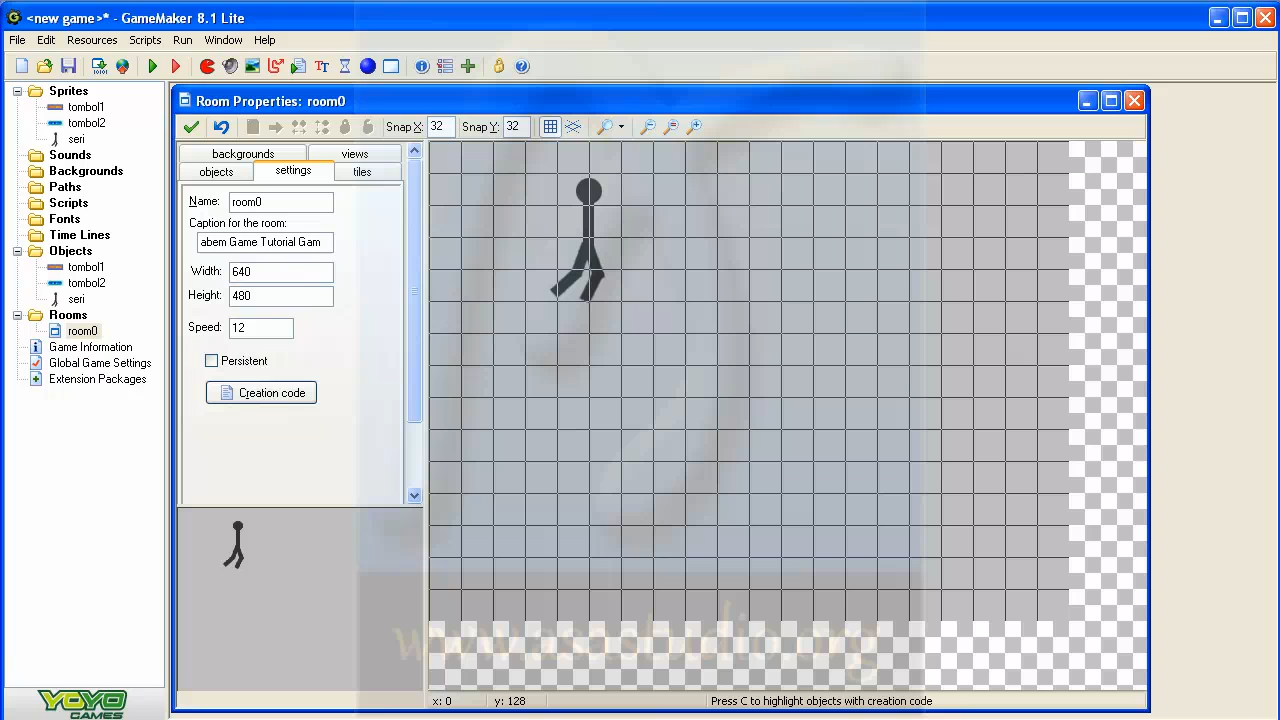 <new game>* - GameMaker 8.1 Lite
File Edit Resources Scripts Run Window Help
Sprites
tombol1
tombol2
seri
Sounds
Backgrounds
Paths
Scripts
Fonts
Time Lines
Objects
tombol1
tombol2
seri
Rooms
room0
Game Information
Global Game Settings
Extension Packages
YOYO
GAMES
Room Properties: room0
Snap X: 32 Snap Y: 32
backgrounds views
objects settings tiles
Name: room0
Caption for the room:
abem Game Tutorial Gam
Width: 640
Height: 480
Speed: 12
Persistent
Creation code
www.asastudio.org
x: 0 y: 128 Press C to highlight objects with creation code